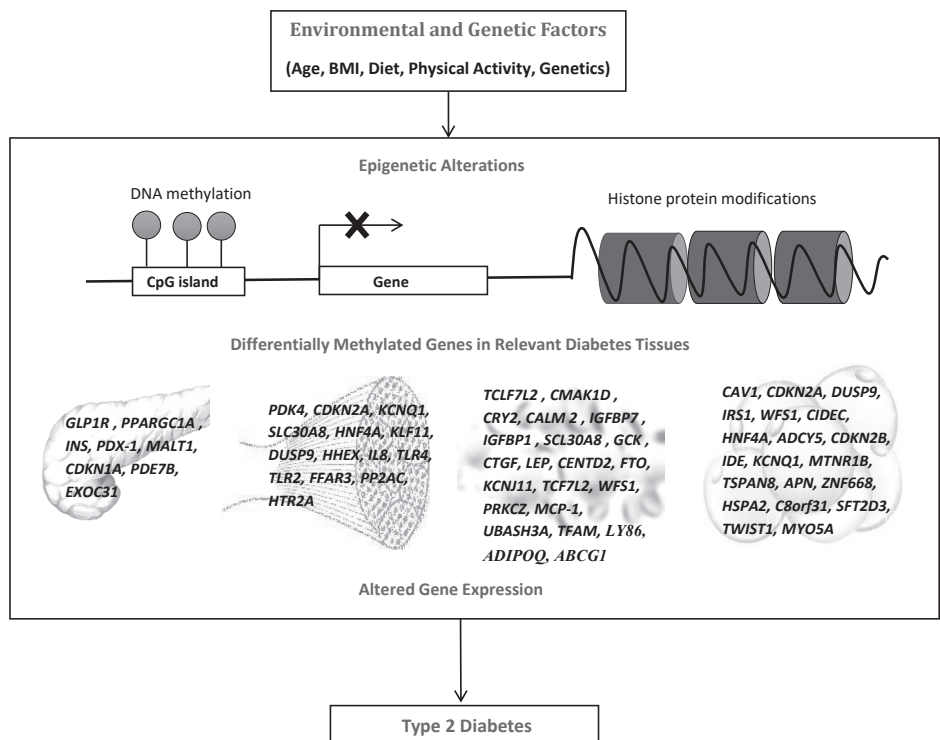 Environmental and Genetic Factors
(Age, BMI, Diet, Physical Activity, Genetics)
Epigenetic Alterations
DNA methylation
Histone protein modifications
CpG island
Gene
Differentially Methylated Genes in Relevant Diabetes Tissues
GLP1R , PPARGC1A ,
INS, PDX-1, MALT1,
CDKN1A, PDE7B,
EXOC31
PDK4, CDKN2A, KCNQ1,
SLC30A8, HNF4A, KLF11,
DUSP9, HHEX, IL8, TLR4,
TLR2, FFAR3, PP2AC,
HTR2A
TCLF7L2 , CMAK1D ,
CRY2, CALM 2 , IGFBP7 ,
IGFBP1 , SCL30A8 , GCK ,
CTGF, LEP, CENTD2, FTO,
KCNJ11, TCF7L2, WFS1,
PRKCZ, MCP-1,
UBASH3A, TFAM, LY86,
ADIPOQ, ABCG1
CAV1, CDKN2A, DUSP9,
IRS1, WFS1, CIDEC,
HNF4A, ADCY5, CDKN2B,
IDE, KCNQ1, MTNR1B,
TSPAN8, APN, ZNF668,
HSPA2, C8orf31, SFT2D3,
TWIST1, MYO5A
Altered Gene Expression
Type 2 Diabetes